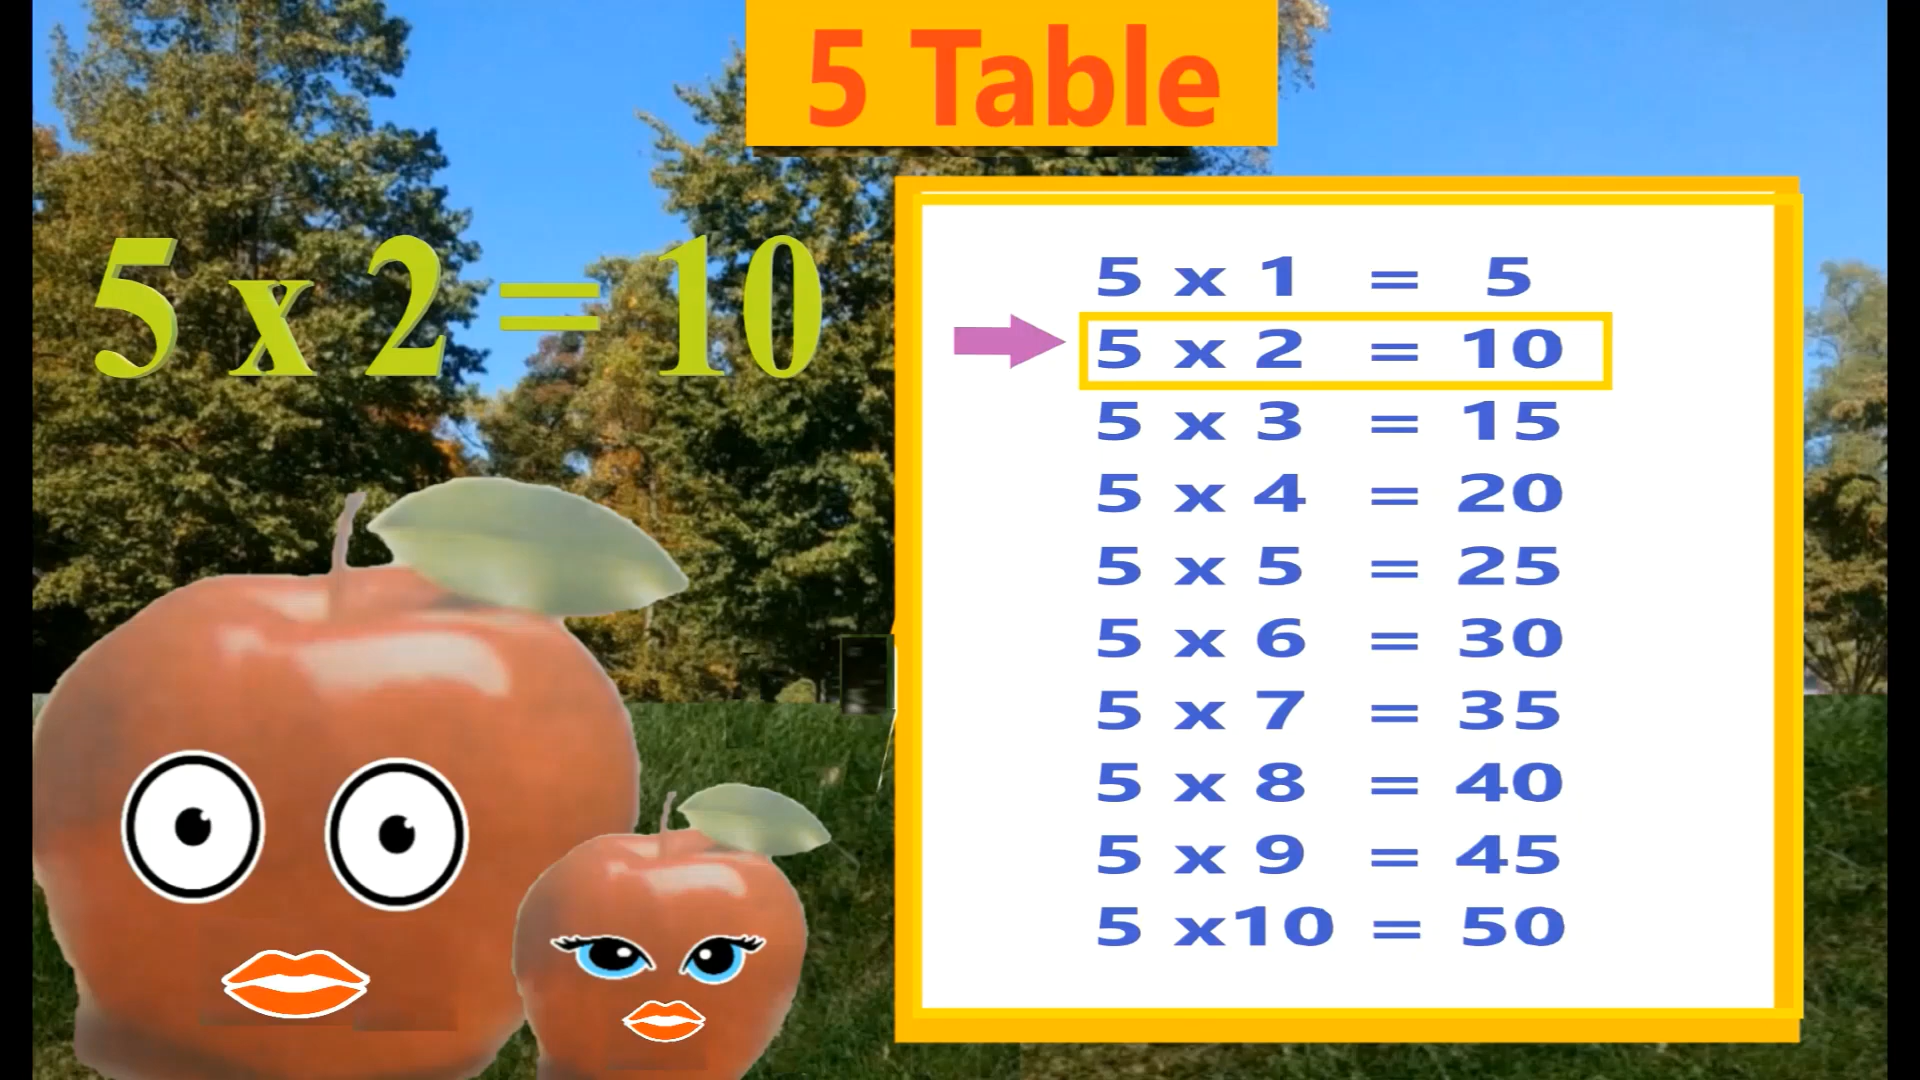 5 Table
5 x 2 = 10
5 x 1 = 5
5 x 2 = 10
5 x 3 = 15
5 x 4 = 20
5 x 5 = 25
5 x 6 = 30
5 x 7 = 35
5 x 8 = 40
5 x 9 = 45
5 x10 = 50